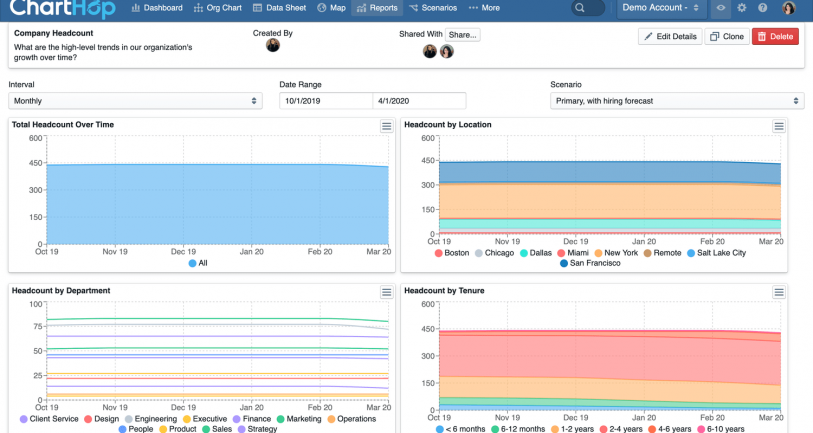 ChartHop Dashboard Org Chart Data Sheet Map Reports Scenarios More Demo Account -
Company Headcount Created By Shared With Share... Edit Details Clone Delete
What are the high-level trends in our organization's
growth over time?
Interval Date Range Scenario
Monthly 10/1/2019 4/1/2020 Primary, with hiring forecast
Total Headcount Over Time
600
450
300
150
0
Oct 19 Nov 19 Dec 19 Jan 20 Feb 20 Mar 20
All
Headcount by Location
600
450
300
150
0
Oct 19 Nov 19 Dec 19 Jan 20 Feb 20 Mar 20
Boston Chicago Dallas Miami New York Remote Salt Lake City
San Francisco
Headcount by Department
100
75
50
25
0
Oct 19 Nov 19 Dec 19 Jan 20 Feb 20 Mar 20
Client Service Design Engineering Executive Finance Marketing Operations
People Product Sales Strategy
Headcount by Tenure
600
450
300
150
0
Oct 19 Nov 19 Dec 19 Jan 20 Feb 20 Mar 20
< 6 months 6-12 months 1-2 years 2-4 years 4-6 years 6-10 years